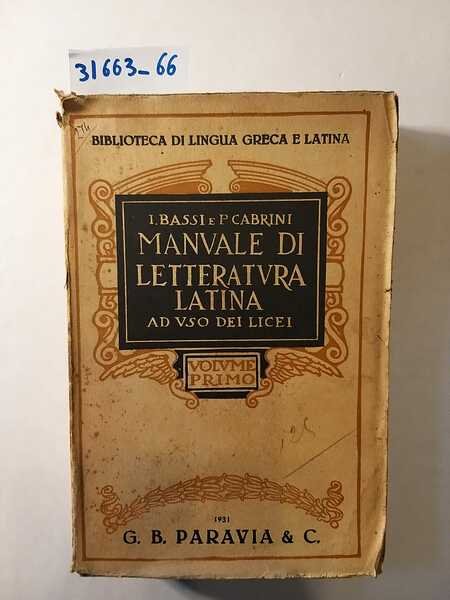 31663_66
BIBLIOTECA DI LINGUA GRECA E LATINA
I. BASSI E P. CABRINI
MANVALE DI
LETTERATVRA
LATINA
AD V.SO DEI LICEI
VOLVME
PRIMO
1931
G. B. PARAVIA & C.